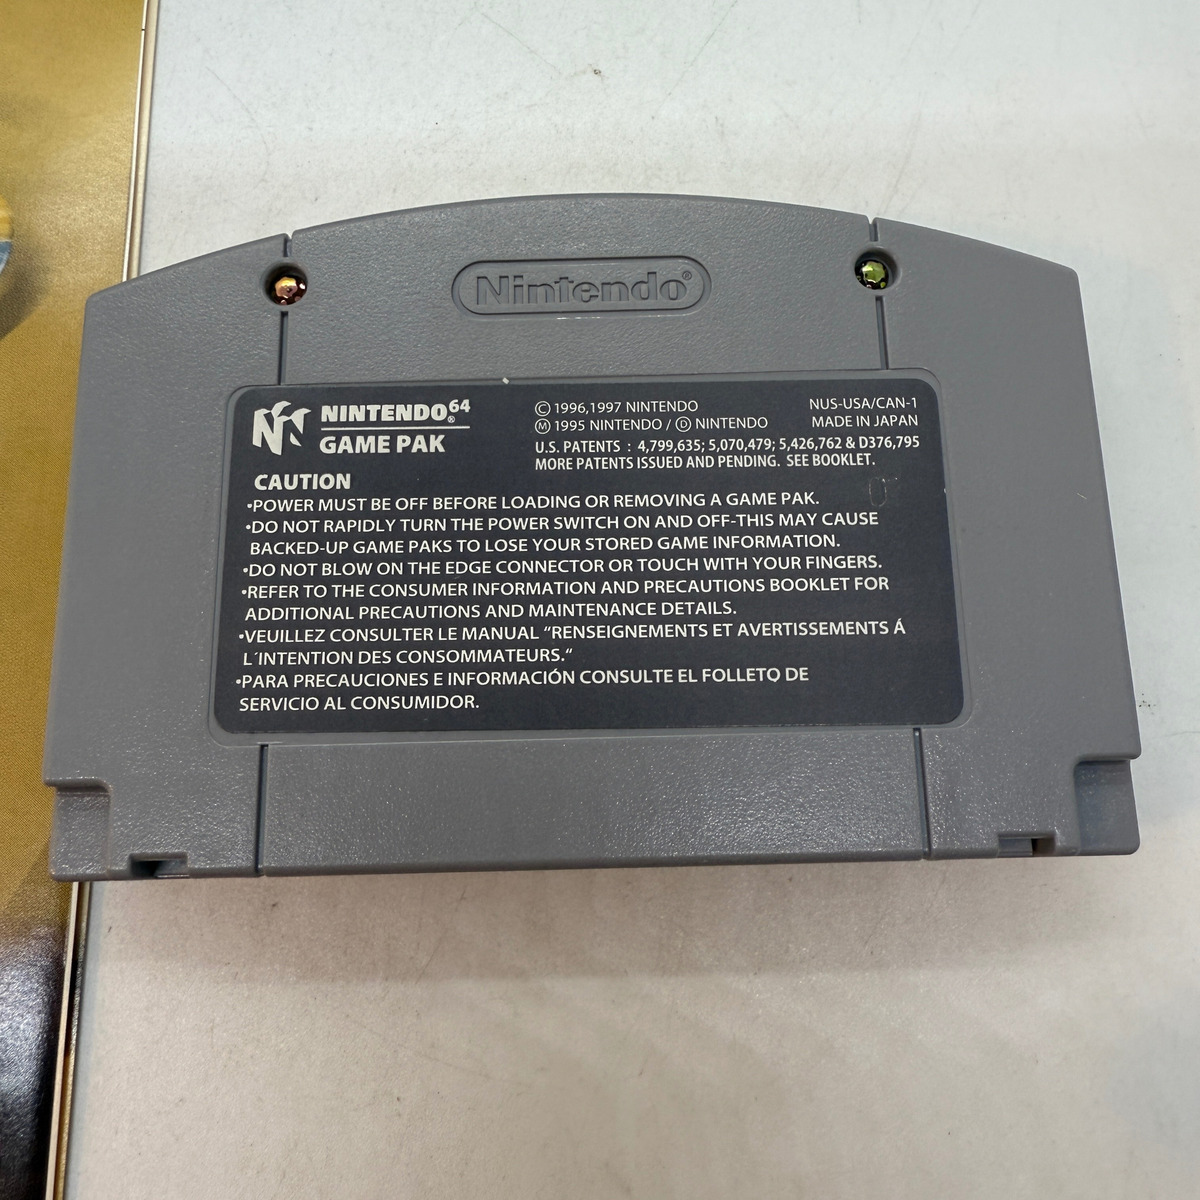 Nintendo®
NINTENDO⁶⁴®
GAME PAK
© 1996,1997 NINTENDO
Ⓜ 1995 NINTENDO / Ⓓ NINTENDO
NUS-USA/CAN-1
MADE IN JAPAN
U.S. PATENTS : 4,799,635; 5,070,479; 5,426,762 & D376,795
MORE PATENTS ISSUED AND PENDING. SEE BOOKLET.
CAUTION
•POWER MUST BE OFF BEFORE LOADING OR REMOVING A GAME PAK.
•DO NOT RAPIDLY TURN THE POWER SWITCH ON AND OFF-THIS MAY CAUSE
BACKED-UP GAME PAKS TO LOSE YOUR STORED GAME INFORMATION.
•DO NOT BLOW ON THE EDGE CONNECTOR OR TOUCH WITH YOUR FINGERS.
•REFER TO THE CONSUMER INFORMATION AND PRECAUTIONS BOOKLET FOR
ADDITIONAL PRECAUTIONS AND MAINTENANCE DETAILS.
•VEUILLEZ CONSULTER LE MANUAL "RENSEIGNEMENTS ET AVERTISSEMENTS Á
L´INTENTION DES CONSOMMATEURS."
•PARA PRECAUCIONES E INFORMACIÓN CONSULTE EL FOLLETO DE
SERVICIO AL CONSUMIDOR.